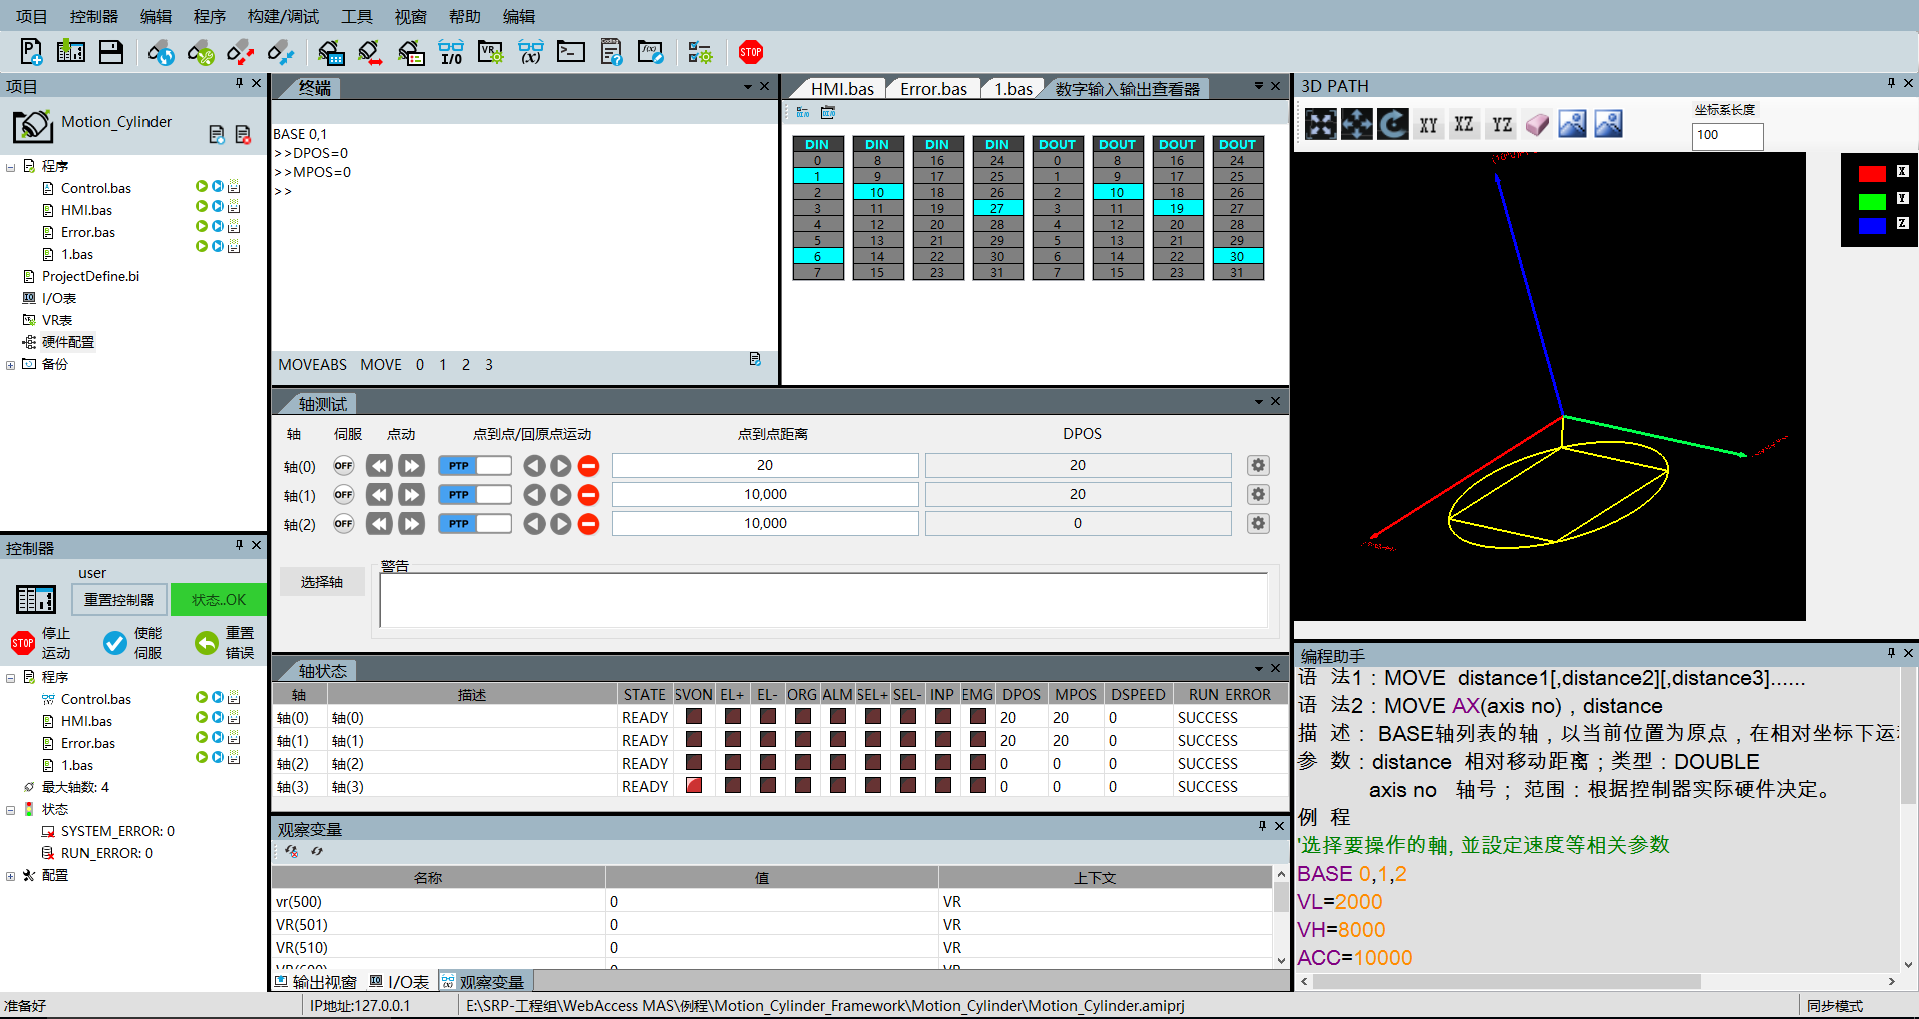 项目 控制器 编辑 程序 构建/调试 工具 视窗 帮助 编辑
项目
Motion_Cylinder
程序
Control.bas
HMI.bas
Error.bas
1.bas
ProjectDefine.bi
I/O表
VR表
硬件配置
备份
控制器
user
重置控制器 状态..OK
停止运动 使能伺服 重置错误
程序
Control.bas
HMI.bas
Error.bas
1.bas
最大轴数: 4
状态
SYSTEM_ERROR: 0
RUN_ERROR: 0
配置
终端
BASE 0,1
>>DPOS=0
>>MPOS=0
>>
MOVEABS MOVE 0 1 2 3
HMI.bas Error.bas 1.bas 数字输入输出查看器
DIN DIN DIN DIN DOUT DOUT DOUT DOUT
0 8 16 24 0 8 16 24
1 9 17 25 1 9 17 25
2 10 18 26 2 10 18 26
3 11 19 27 3 11 19 27
4 12 20 28 4 12 20 28
5 13 21 29 5 13 21 29
6 14 22 30 6 14 22 30
7 15 23 31 7 15 23 31
轴测试
轴 伺服 点动 点到点/回原点运动 点到点距离 DPOS
轴(0) OFF PTP 20 20
轴(1) OFF PTP 10,000 20
轴(2) OFF PTP 10,000 0
选择轴 警告
轴状态
轴 描述 STATE SVON EL+ EL- ORG ALM SEL+ SEL- INP EMG DPOS MPOS DSPEED RUN ERROR
轴(0) 轴(0) READY 20 20 0 SUCCESS
轴(1) 轴(1) READY 20 20 0 SUCCESS
轴(2) 轴(2) READY 0 0 0 SUCCESS
轴(3) 轴(3) READY 0 0 0 SUCCESS
观察变量
名称 值 上下文
vr(500) 0 VR
VR(501) 0 VR
VR(510) 0 VR
VR(600) 0 VR
输出视窗 I/O表 观察变量
3D PATH
XY XZ YZ
坐标系长度
100
X
Y
Z
编程助手
语 法1：MOVE distance1[,distance2][,distance3]......
语 法2：MOVE AX(axis no)，distance
描 述： BASE轴列表的轴，以当前位置为原点，在相对坐标下运
参 数：distance 相对移动距离；类型：DOUBLE
axis no 轴号； 范围：根据控制器实际硬件决定。
例 程
'选择要操作的軸, 並設定速度等相关参数
BASE 0,1,2
VL=2000
VH=8000
ACC=10000
准备好 IP地址:127.0.0.1 E:\SRP-工程组\WebAccess MAS\例程\Motion_Cylinder_Framework\Motion_Cylinder\Motion_Cylinder.amiprj 同步模式